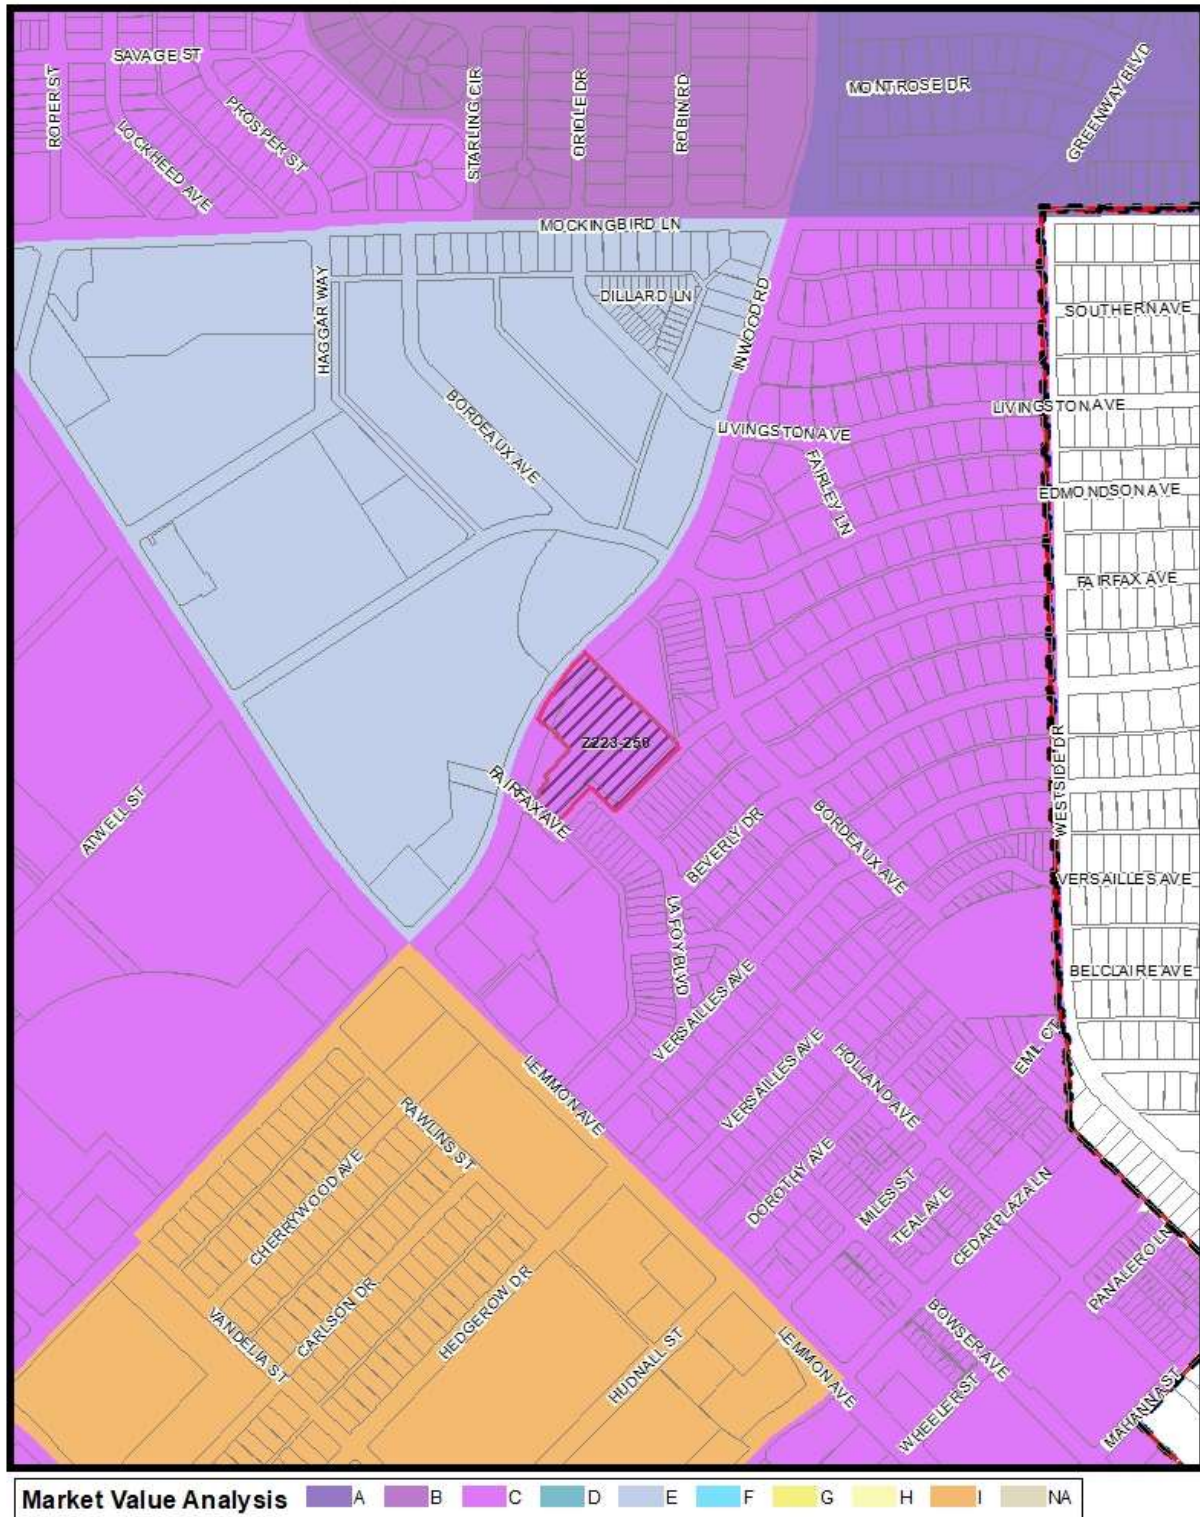 SAVAGE ST
ROPER ST
LOCKHEED AVE
PROSPER ST
STARLING CIR
ORIOLE DR
ROBIN RD
MONTROSE DR
GREENWAY BLVD
MOCKINGBIRD LN
HAGGAR WAY
DILLARD LN
INWOOD RD
SOUTHERN AVE
BORDEAUX AVE
LIVINGSTON AVE
LIVINGSTON AVE
FAIRLEY LN
EDMONDSON AVE
FAIRFAX AVE
Z223-256
WESTSIDE DR
FAIRFAX AVE
ATWELL ST
BEVERLY DR
BORDEAUX AVE
VERSAILLES AVE
LA FOY BLVD
BELCLAIRE AVE
VERSAILLES AVE
EMIL CT
LEMMON AVE
VERSAILLES AVE
HOLLAND AVE
RAWLINS ST
CHERRYWOOD AVE
DOROTHY AVE
MILES ST
TEAL AVE
CEDAR PLAZA LN
PANALERO LN
VANDELIA ST
CARLSON DR
HEDGEROW DR
HUDNALL ST
LEMMON AVE
BOWSER AVE
WHEELER ST
MAHANNA ST
Market Value Analysis A B C D E F G H I NA